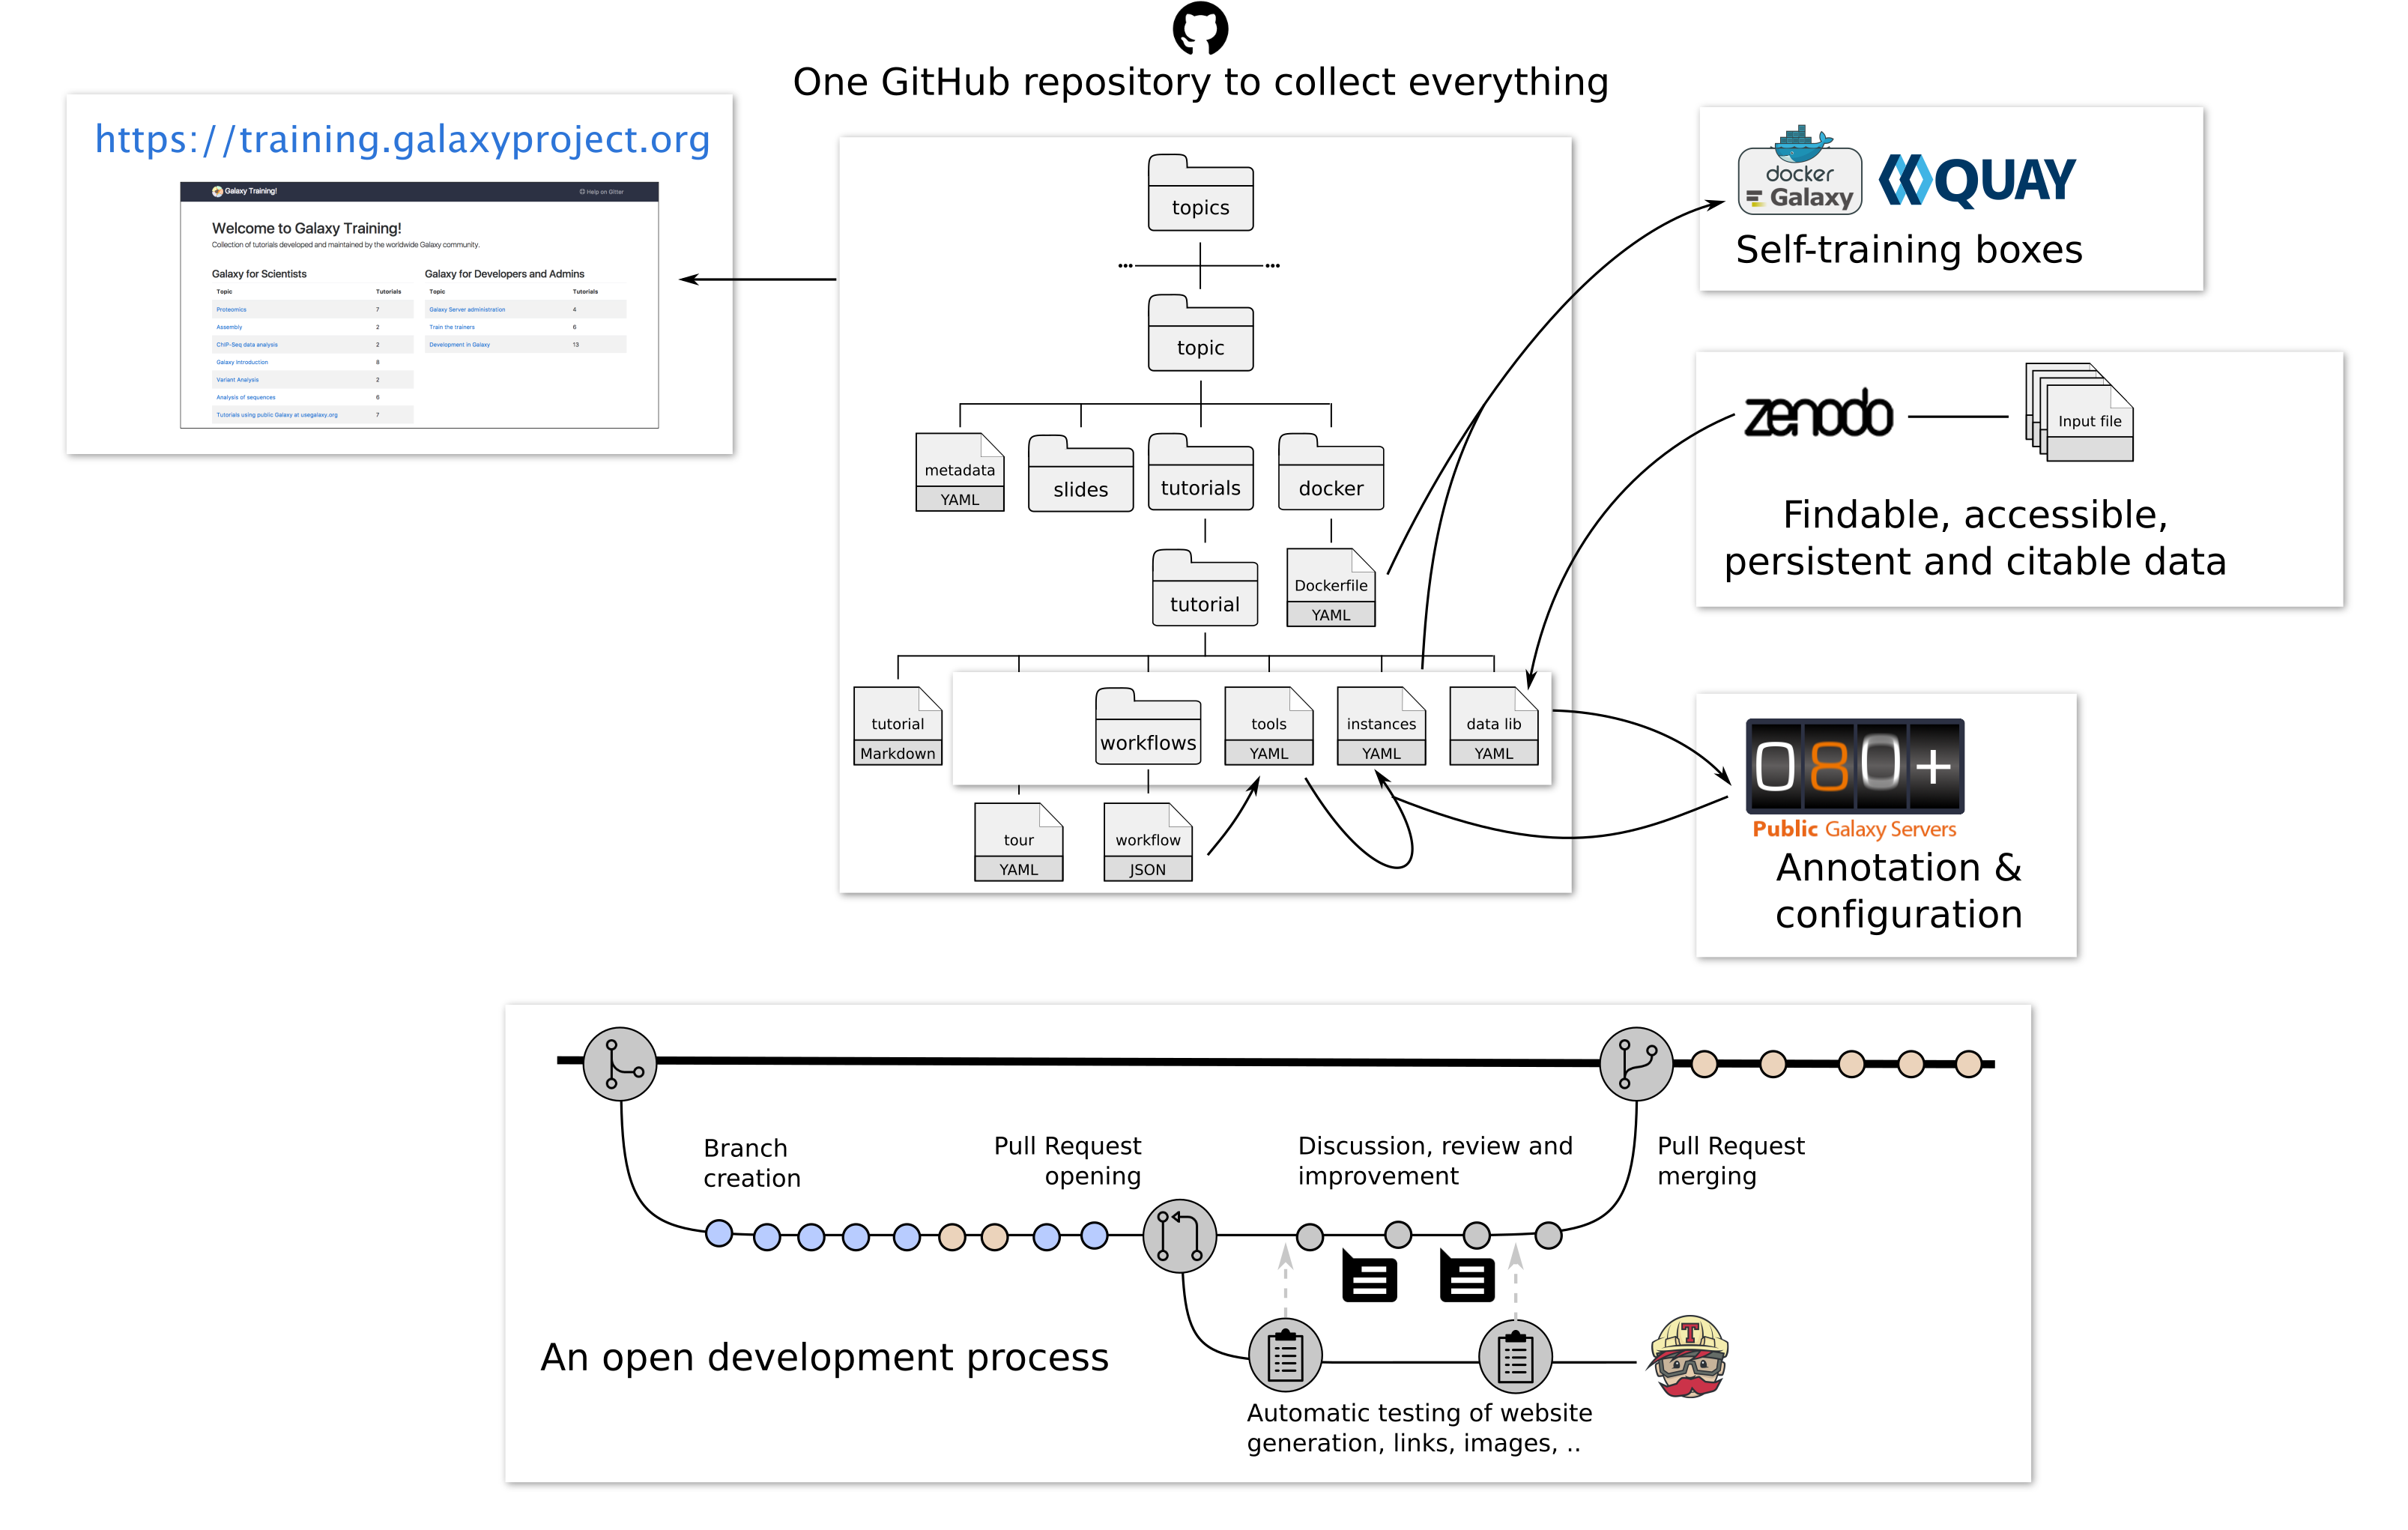 One GitHub repository to collect everything
https://training.galaxyproject.org
Galaxy Training!
Help on Gitter
Welcome to Galaxy Training!
Collection of tutorials developed and maintained by the worldwide Galaxy community.
Galaxy for Scientists
Topic Tutorials
Proteomics 7
Assembly 2
ChIP-Seq data analysis 2
Galaxy Introduction 8
Variant Analysis 2
Analysis of sequences 6
Tutorials using public Galaxy at usegalaxy.org 7
Galaxy for Developers and Admins
Topic Tutorials
Galaxy Server administration 4
Train the trainers 6
Development in Galaxy 13
topics
topic
metadata
YAML
slides
tutorials
docker
tutorial
Dockerfile
YAML
tutorial
Markdown
workflows
tools
YAML
instances
YAML
data lib
YAML
tour
YAML
workflow
JSON
docker
Galaxy
QUAY
Self-training boxes
zenodo
Input file
Findable, accessible,
persistent and citable data
080+
Public Galaxy Servers
Annotation &
configuration
Branch
creation
Pull Request
opening
Discussion, review and
improvement
Pull Request
merging
An open development process
T
Automatic testing of website
generation, links, images, ..